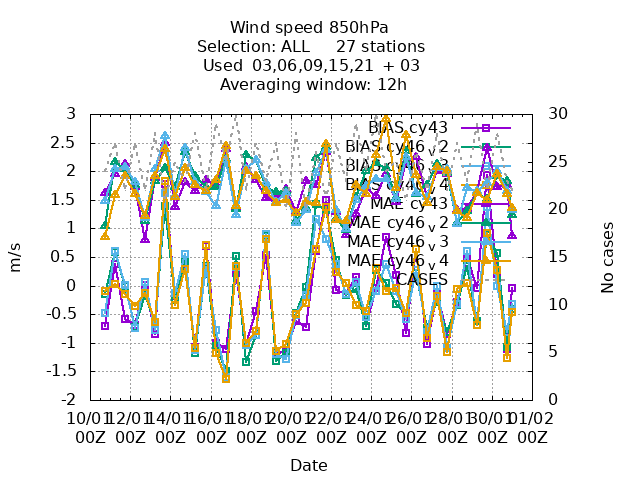 Wind speed 850hPa
Selection: ALL 27 stations
Used 03,06,09,15,21 + 03
Averaging window: 12h
3 30
2.5
2 25
1.5
1 20
0.5
0 15
-0.5
-1 10
-1.5
-2 5
0
m/s
No cases
BIAS cy43
BIAS cy46_v2
BIAS cy46_v3
BIAS cy46_v4
MAE cy43
MAE cy46_v2
MAE cy46_v3
MAE cy46_v4
CASES
10/01 12/01 14/01 16/01 18/01 20/01 22/01 24/01 26/01 28/01 30/01 01/02
00Z 00Z 00Z 00Z 00Z 00Z 00Z 00Z 00Z 00Z 00Z 00Z
Date